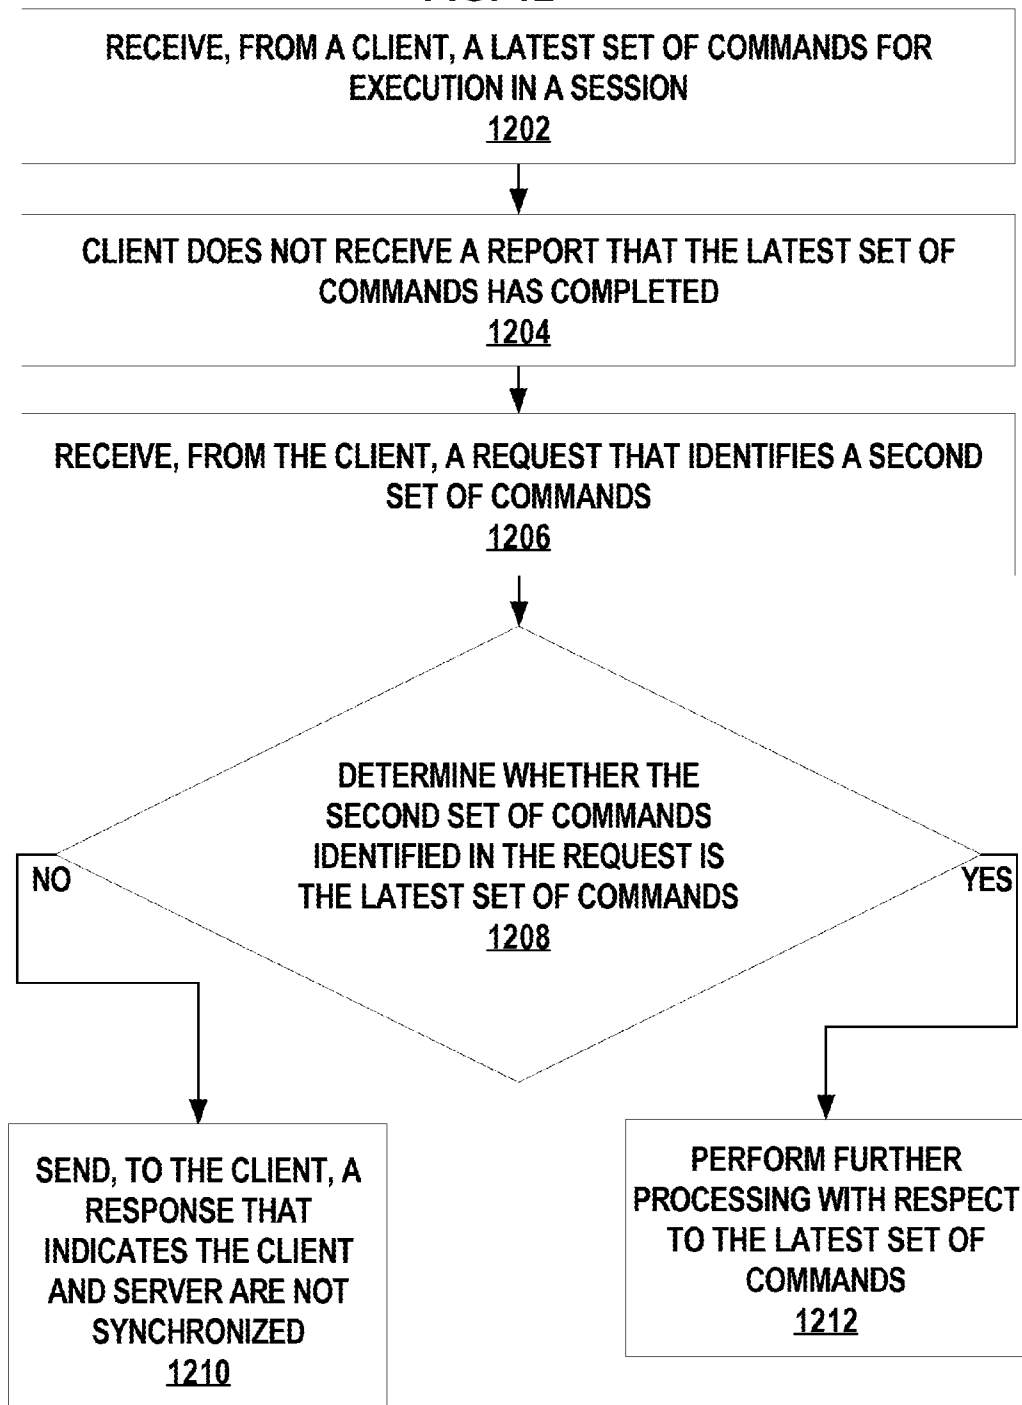 RECEIVE, FROM A CLIENT, A LATEST SET OF COMMANDS FOR
EXECUTION IN A SESSION
1202
CLIENT DOES NOT RECEIVE A REPORT THAT THE LATEST SET OF
COMMANDS HAS COMPLETED
1204
RECEIVE, FROM THE CLIENT, A REQUEST THAT IDENTIFIES A SECOND
SET OF COMMANDS
1206
DETERMINE WHETHER THE
SECOND SET OF COMMANDS
IDENTIFIED IN THE REQUEST IS
THE LATEST SET OF COMMANDS
1208
NO
YES
SEND, TO THE CLIENT, A
RESPONSE THAT
INDICATES THE CLIENT
AND SERVER ARE NOT
SYNCHRONIZED
1210
PERFORM FURTHER
PROCESSING WITH RESPECT
TO THE LATEST SET OF
COMMANDS
1212